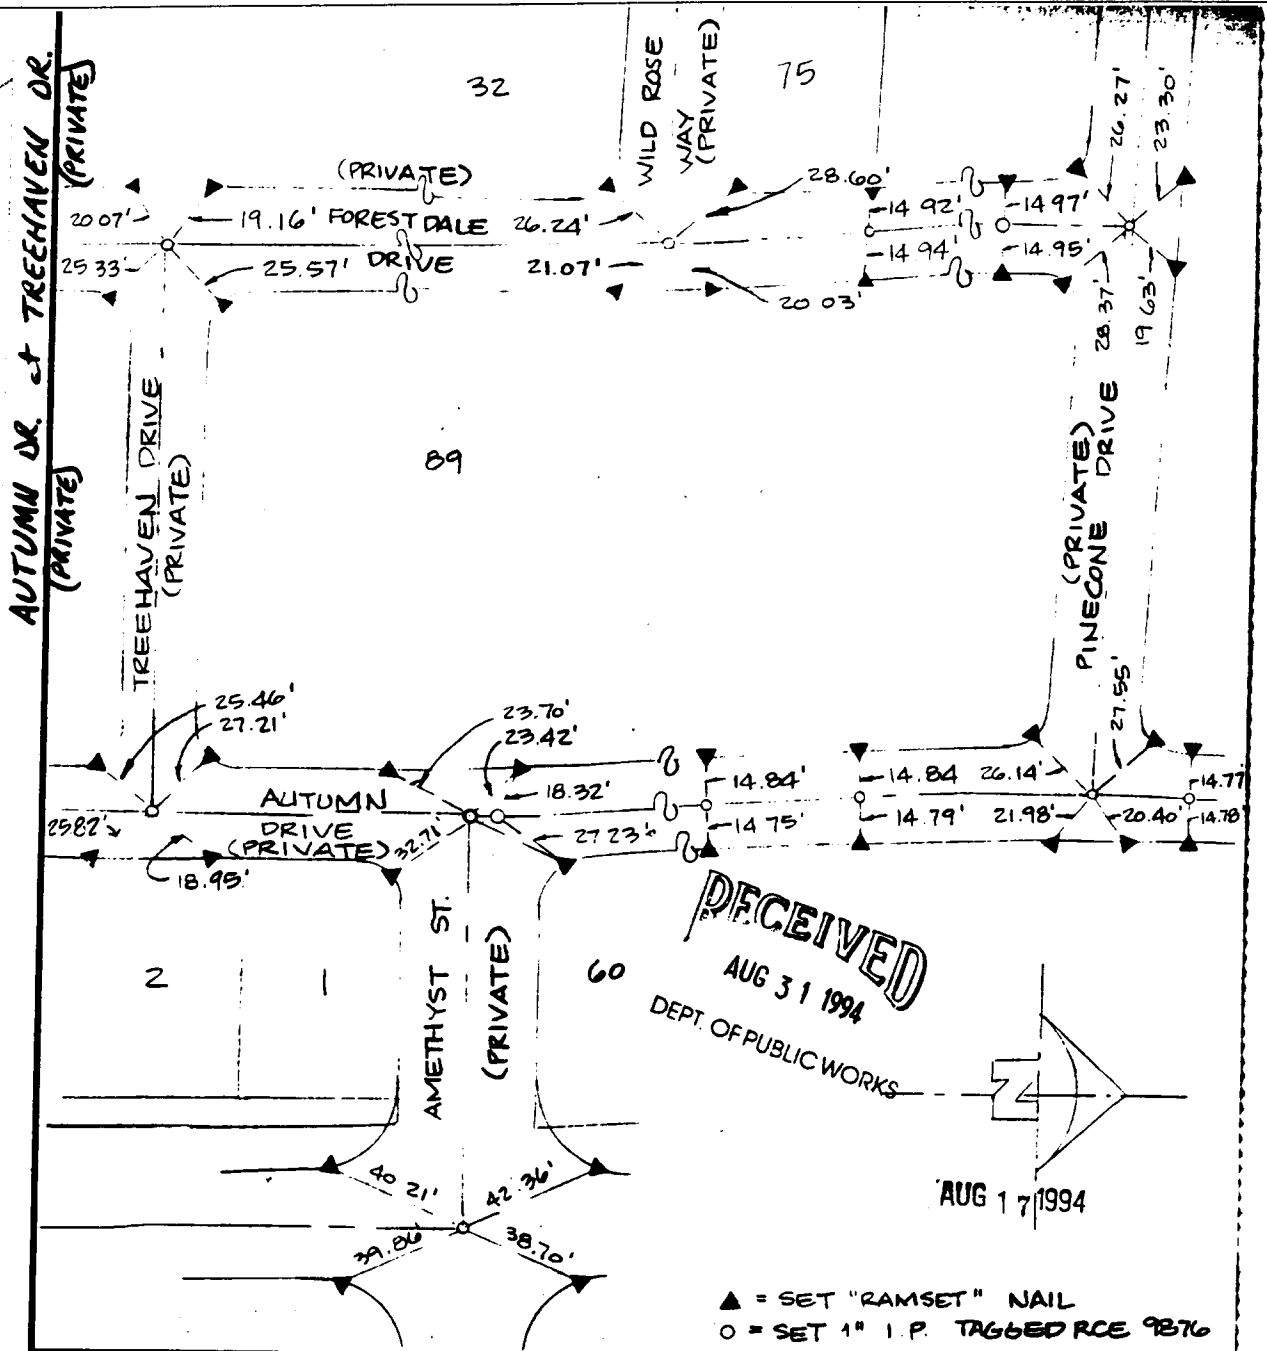 AUTUMN DR. at TREEHAVEN DR.
(PRIVATE)
(PRIVATE)
32
WILD ROSE
WAY
(PRIVATE)
75
26.27'
23.30'
(PRIVATE)
28.60'
20.07'
19.16'
FORESTDALE
26.24'
14.92'
14.97'
25.33'
25.57'
DRIVE
21.07'
14.94'
14.95'
20.03'
28.37'
19.63'
TREEHAVEN DRIVE
(PRIVATE)
89
(PRIVATE)
PINECONE DRIVE
25.46'
27.21'
23.70'
23.42'
27.55'
18.32'
14.84'
14.84
26.14'
14.77'
AUTUMN
DRIVE
(PRIVATE)
25.82'
32.71'
27.23'
14.75'
14.79'
21.98'
20.40'
14.78'
18.95'
2
1
AMETHYST ST.
(PRIVATE)
60
RECEIVED
AUG 31 1994
DEPT. OF PUBLIC WORKS
N
AUG 17 1994
40.21'
42.36'
39.86'
38.70'
▲ = SET "RAMSET" NAIL
○ = SET 1" I.P. TAGGED RCE 9876